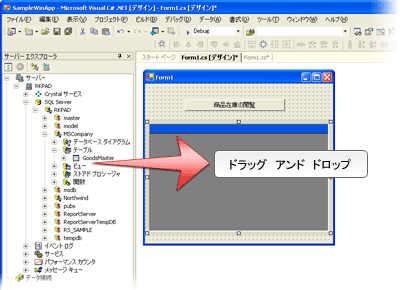 SampleWinApp - Microsoft Visual C# .NET [デザイン] - Form1.cs [デザイン]*
ファイル(F) 編集(E) 表示(V) プロジェクト(P) ビルド(B) デバッグ(D) データ(A) 書式(O) ツール(T) ウィンドウ(W) ヘルプ(H)
Debug
サーバー エクスプローラ
スタート ページ Form1.cs [デザイン]* Form1.cs*
サーバー
RKPAD
Crystal サービス
SQL Server
RKPAD
master
model
MSCompany
データベース ダイアグラム
テーブル
GoodsMaster
ビュー
ストアド プロシージャ
関数
msdb
Northwind
pubs
ReportServer
ReportServerTempDB
RS_SAMPLE
tempdb
イベント ログ
サービス
パフォーマンス カウンタ
メッセージ キュー
データ接続
Form1
商品在庫の閲覧
ドラッグ アンド ドロップ